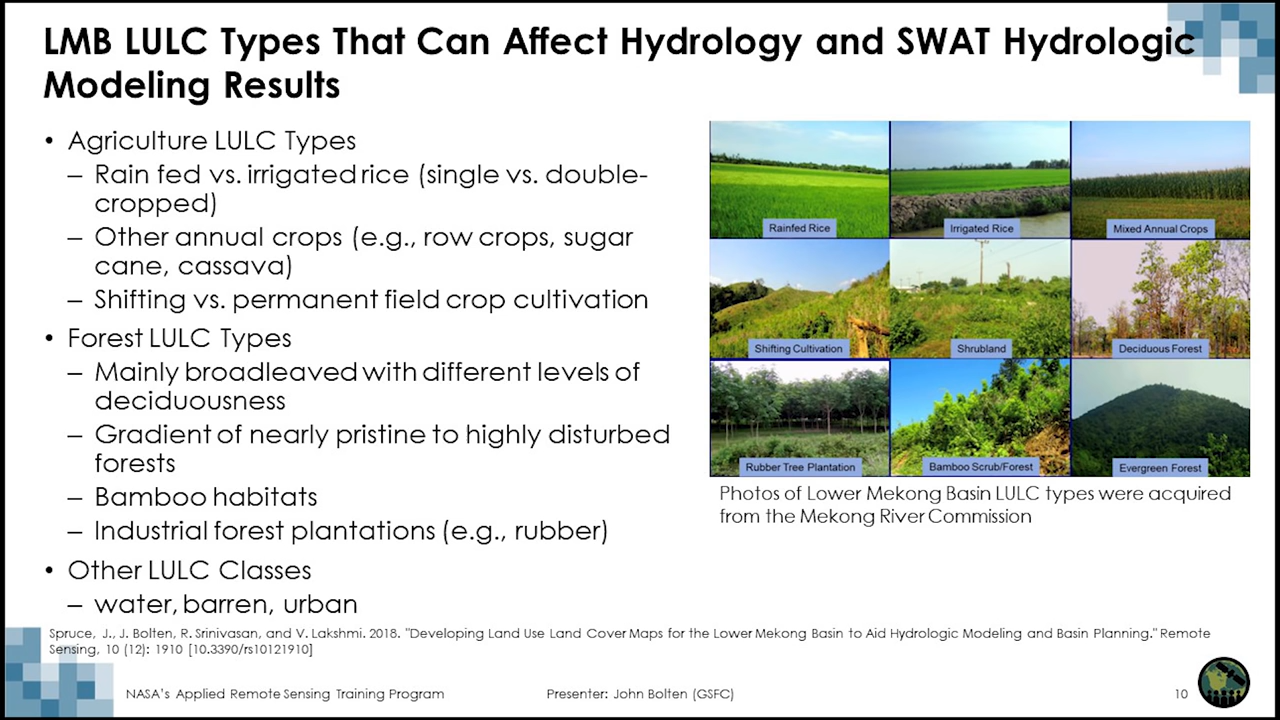 LMB LULC Types That Can Affect Hydrology and SWAT Hydrologic
Modeling Results
• Agriculture LULC Types
– Rain fed vs. irrigated rice (single vs. double-
cropped)
– Other annual crops (e.g., row crops, sugar
cane, cassava)
– Shifting vs. permanent field crop cultivation
• Forest LULC Types
– Mainly broadleaved with different levels of
deciduousness
– Gradient of nearly pristine to highly disturbed
forests
– Bamboo habitats
– Industrial forest plantations (e.g., rubber)
• Other LULC Classes
– water, barren, urban
Rainfed Rice
Irrigated Rice
Mixed Annual Crops
Shifting Cultivation
Shrubland
Deciduous Forest
Rubber Tree Plantation
Bamboo Scrub/Forest
Evergreen Forest
Photos of Lower Mekong Basin LULC types were acquired
from the Mekong River Commission
Spruce, J., J. Bolten, R. Srinivasan, and V. Lakshmi. 2018. "Developing Land Use Land Cover Maps for the Lower Mekong Basin to Aid Hydrologic Modeling and Basin Planning." Remote
Sensing, 10 (12): 1910 [10.3390/rs10121910]
NASA's Applied Remote Sensing Training Program
Presenter: John Bolten (GSFC)
10